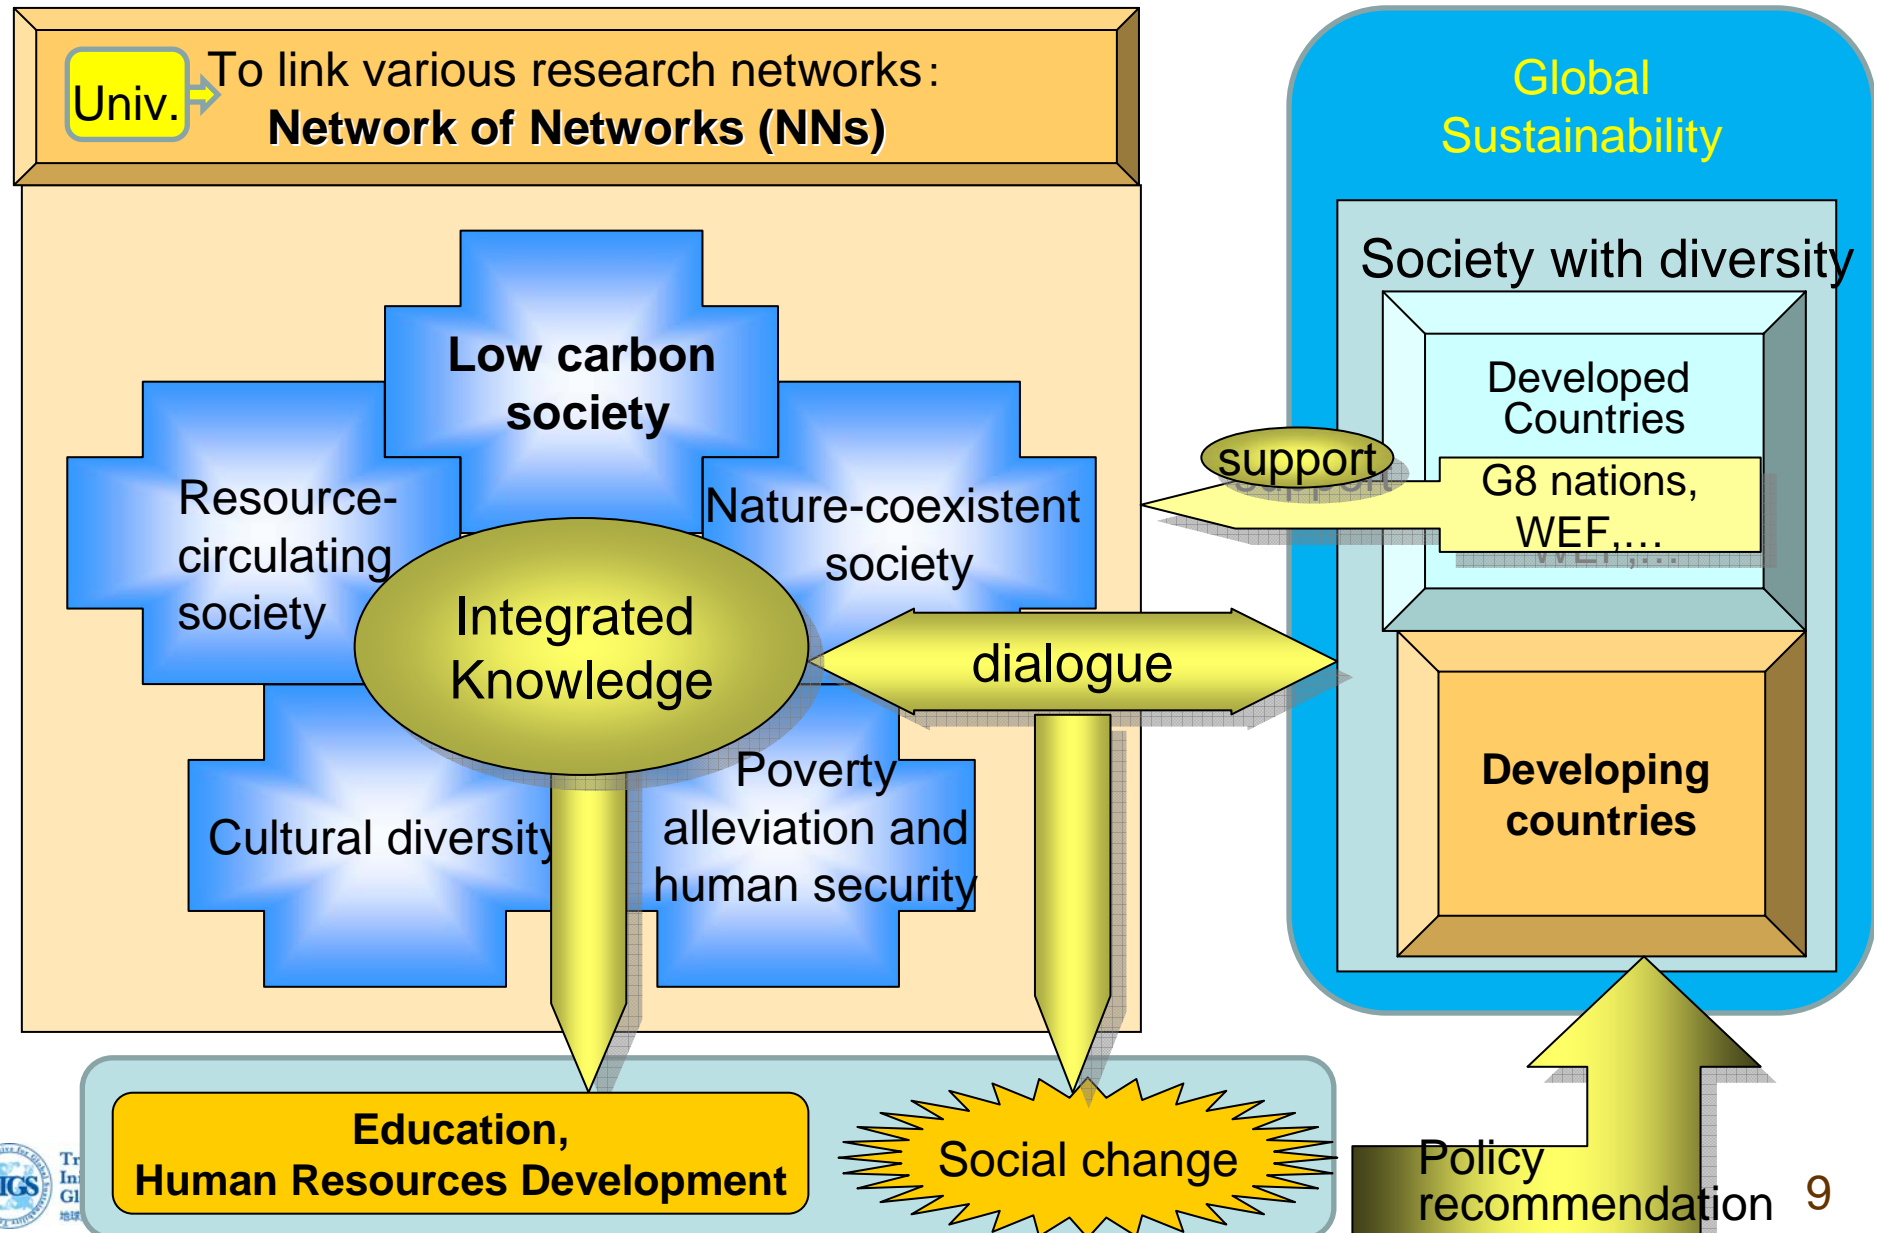 Univ.
To link various research networks:
Network of Networks (NNs)
Global
Sustainability
Society with diversity
Low carbon
society
Developed
Countries
support
G8 nations,
WEF,…
Resource-
circulating
society
Nature-coexistent
society
Integrated
Knowledge
dialogue
Developing
countries
Cultural diversity
Poverty
alleviation and
human security
Education,
Human Resources Development
Social change
Policy
recommendation
9
IGS